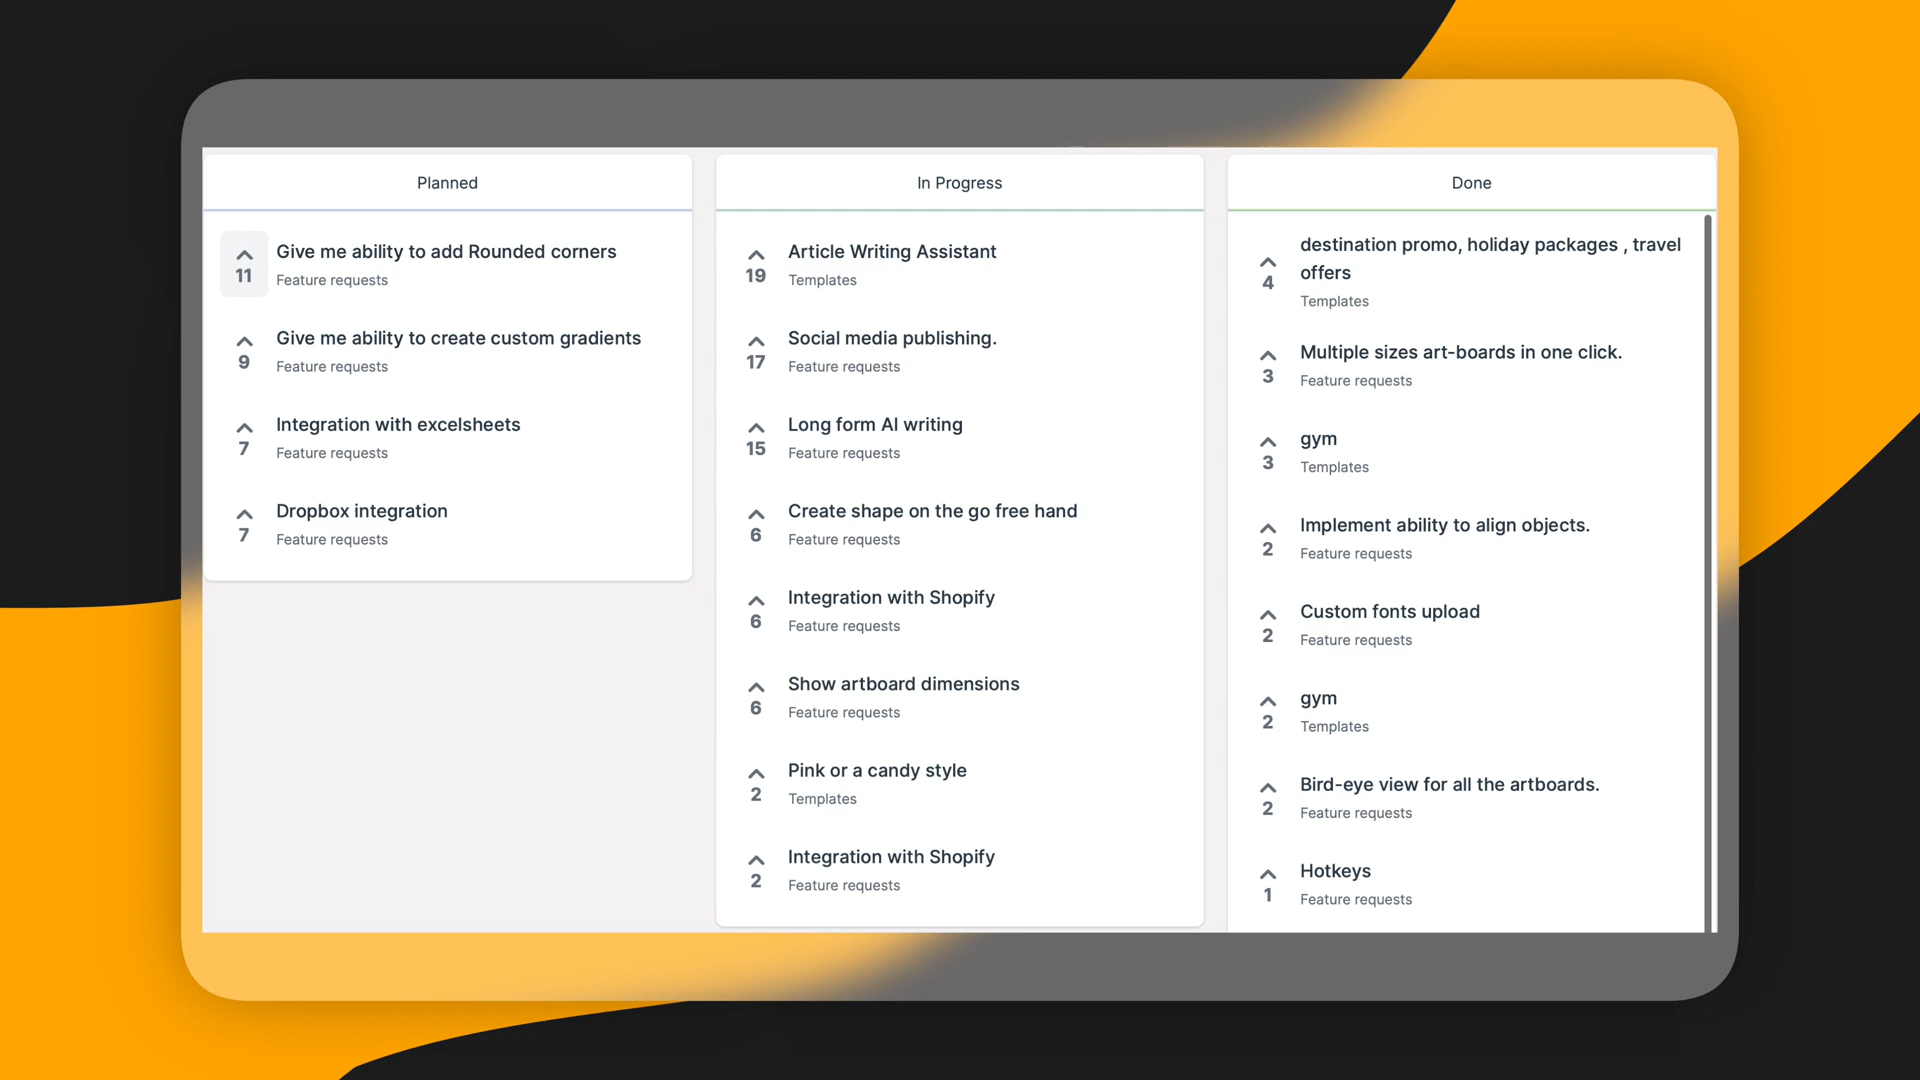 Planned
11
Give me ability to add Rounded corners
Feature requests
9
Give me ability to create custom gradients
Feature requests
7
Integration with excelsheets
Feature requests
7
Dropbox integration
Feature requests
In Progress
19
Article Writing Assistant
Templates
17
Social media publishing.
Feature requests
15
Long form AI writing
Feature requests
6
Create shape on the go free hand
Feature requests
6
Integration with Shopify
Feature requests
6
Show artboard dimensions
Feature requests
2
Pink or a candy style
Templates
2
Integration with Shopify
Feature requests
Done
4
destination promo, holiday packages , travel
offers
Templates
3
Multiple sizes art-boards in one click.
Feature requests
3
gym
Templates
2
Implement ability to align objects.
Feature requests
2
Custom fonts upload
Feature requests
2
gym
Templates
2
Bird-eye view for all the artboards.
Feature requests
1
Hotkeys
Feature requests